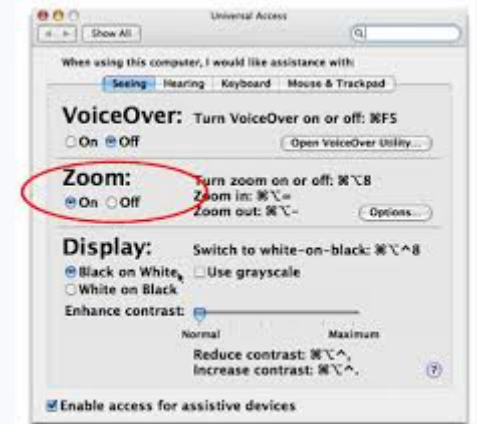 Universal Access
Show All
When using this computer, I would like assistance with:
Seeing Hearing Keyboard Mouse & Trackpad
VoiceOver: Turn VoiceOver on or off: ⌘F5
On Off Open VoiceOver Utility...
Zoom: Turn zoom on or off: ⌘⌥8
On Off Zoom in: ⌘⌥=
Zoom out: ⌘⌥- Options...
Display: Switch to white-on-black: ⌘⌥^8
Black on White Use grayscale
White on Black
Enhance contrast:
Normal Maximum
Reduce contrast: ⌘⌥^,
Increase contrast: ⌘⌥^. ?
Enable access for assistive devices